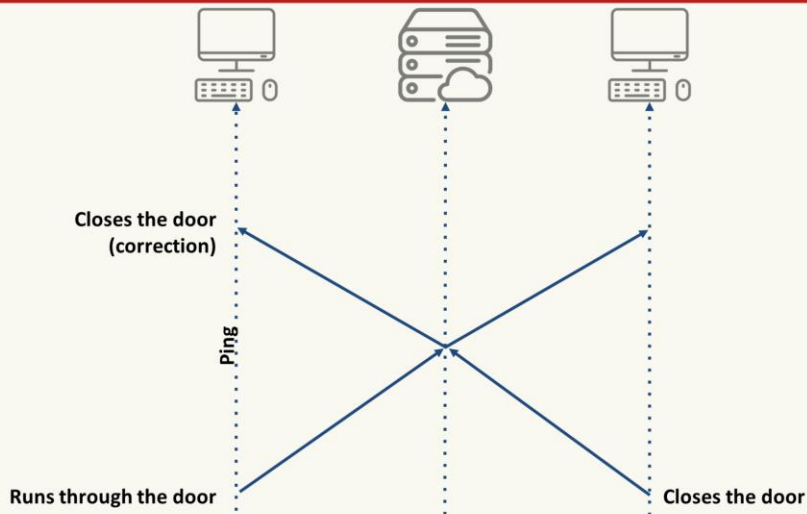 Closes the door
(correction)
Ping
Runs through the door
Closes the door